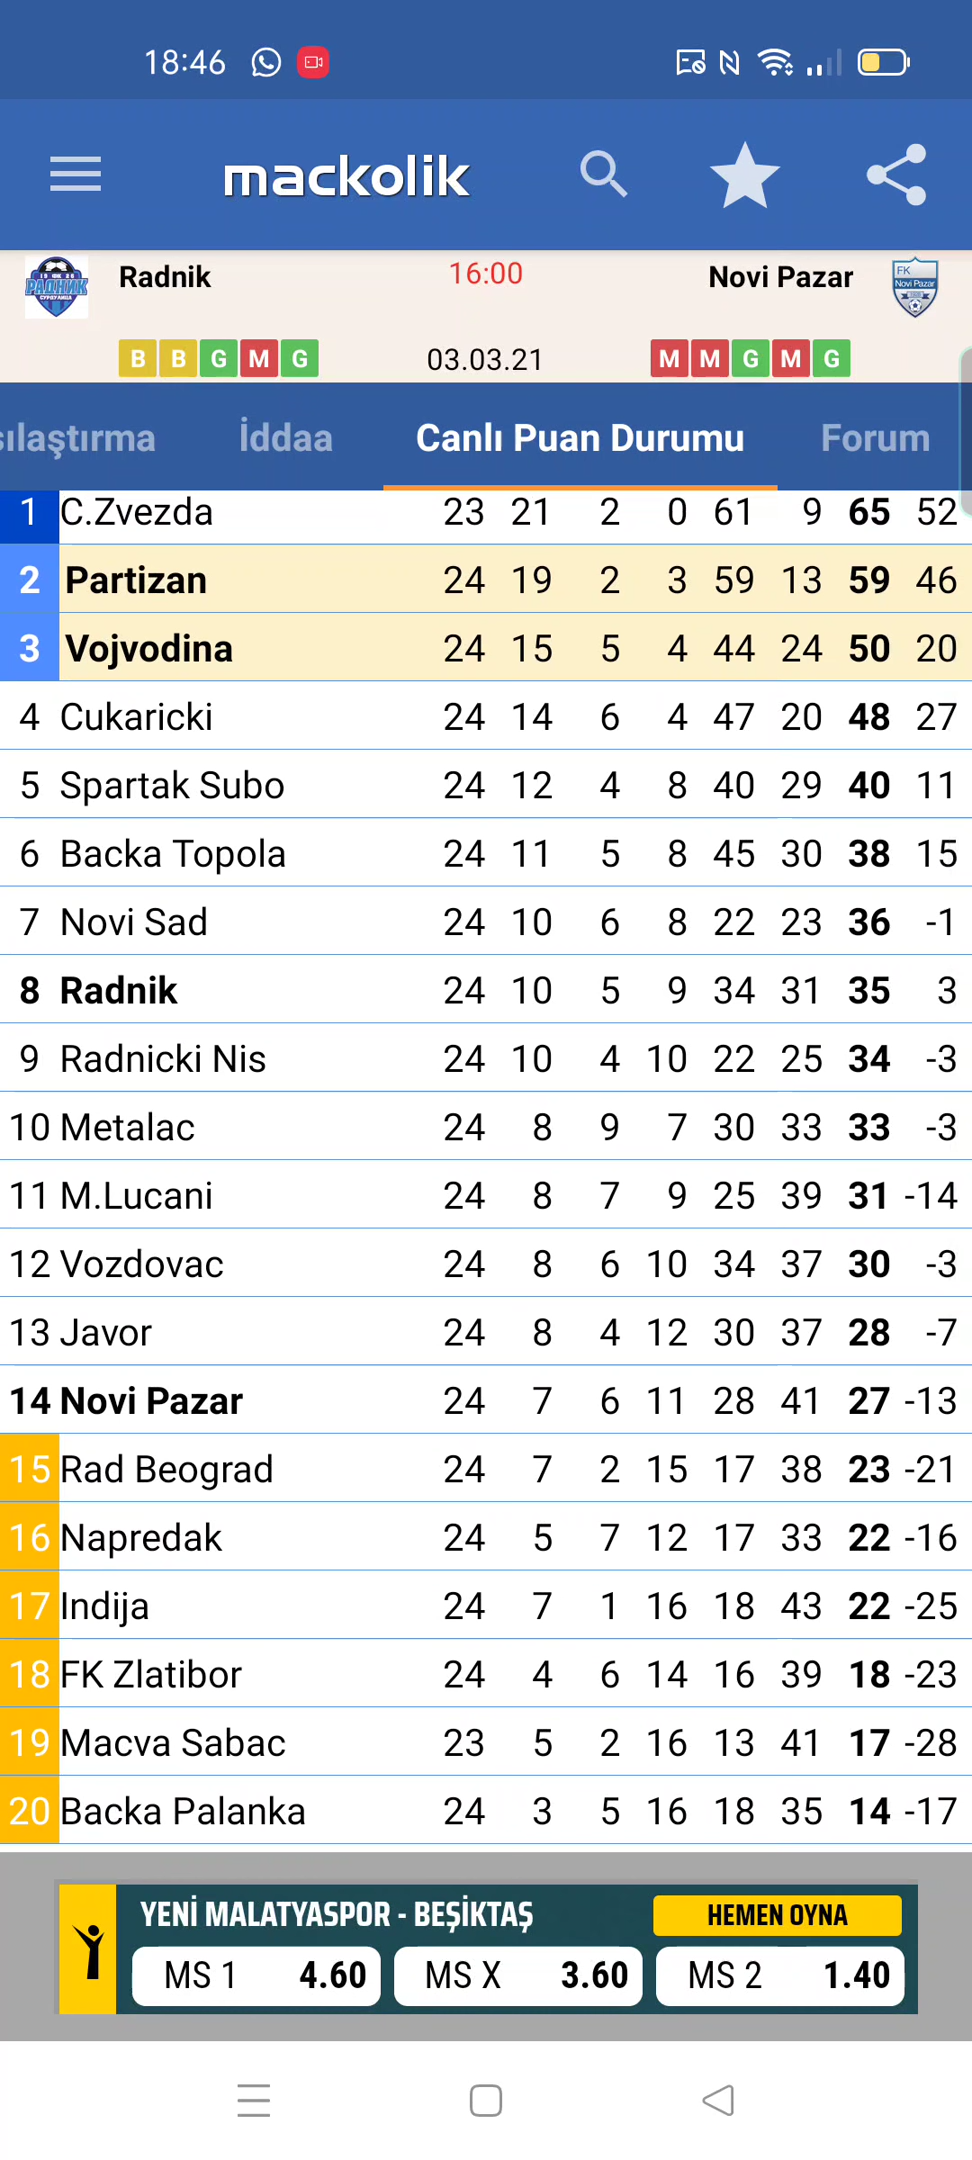 18:46
mackolik
Radnik 16:00 Novi Pazar
B B G M G 03.03.21 M M G M G
şılaştırma İddaa Canlı Puan Durumu Forum
1 C.Zvezda 23 21 2 0 61 9 65 52
2 Partizan 24 19 2 3 59 13 59 46
3 Vojvodina 24 15 5 4 44 24 50 20
4 Cukaricki 24 14 6 4 47 20 48 27
5 Spartak Subo 24 12 4 8 40 29 40 11
6 Backa Topola 24 11 5 8 45 30 38 15
7 Novi Sad 24 10 6 8 22 23 36 -1
8 Radnik 24 10 5 9 34 31 35 3
9 Radnicki Nis 24 10 4 10 22 25 34 -3
10 Metalac 24 8 9 7 30 33 33 -3
11 M.Lucani 24 8 7 9 25 39 31 -14
12 Vozdovac 24 8 6 10 34 37 30 -3
13 Javor 24 8 4 12 30 37 28 -7
14 Novi Pazar 24 7 6 11 28 41 27 -13
15 Rad Beograd 24 7 2 15 17 38 23 -21
16 Napredak 24 5 7 12 17 33 22 -16
17 Indija 24 7 1 16 18 43 22 -25
18 FK Zlatibor 24 4 6 14 16 39 18 -23
19 Macva Sabac 23 5 2 16 13 41 17 -28
20 Backa Palanka 24 3 5 16 18 35 14 -17
YENİ MALATYASPOR - BEŞİKTAŞ HEMEN OYNA
MS 1 4.60 MS X 3.60 MS 2 1.40